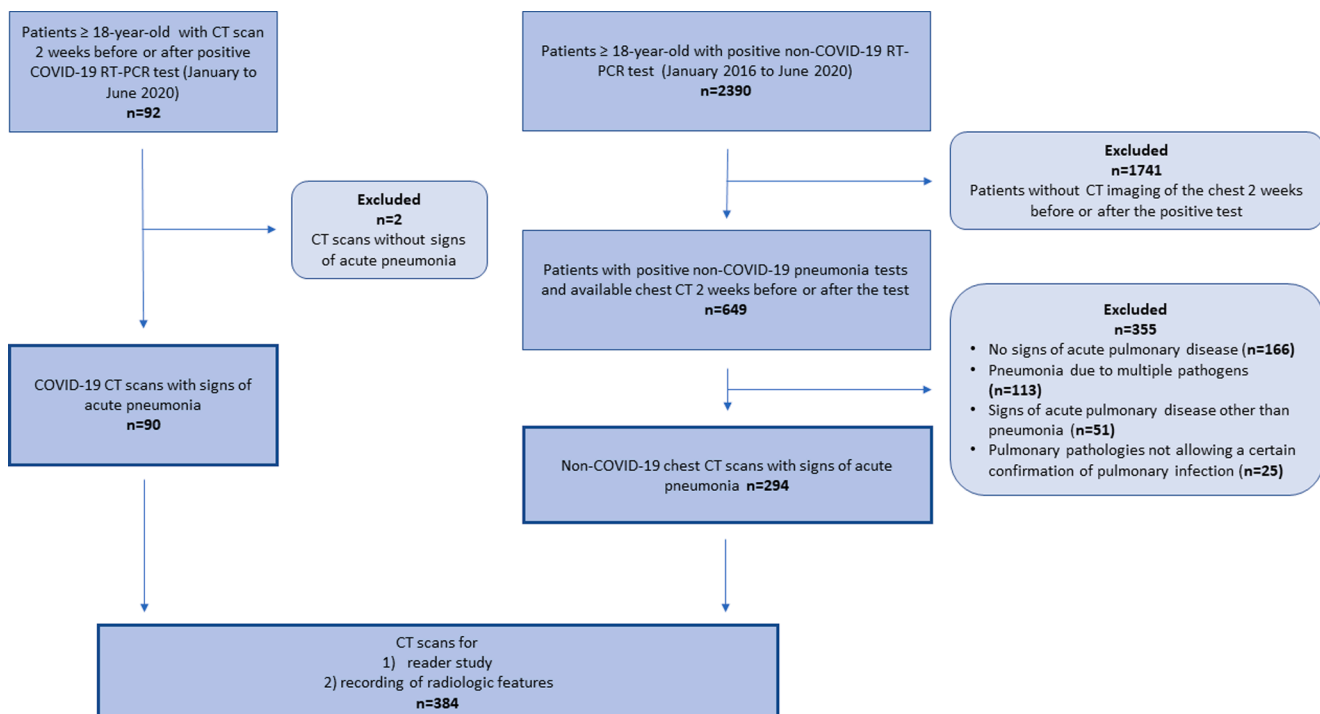 Patients ≥ 18-year-old  with CT scan
2 weeks before or after positive
COVID-19 RT-PCR test (January to
June 2020)
n=92
Patients ≥ 18-year-old with positive non-COVID-19 RT-
PCR test  (January 2016 to June 2020)
n=2390
Excluded
n=1741
Patients without CT imaging of the chest 2 weeks
before or after the positive test
Excluded
n=2
CT scans without signs
of acute pneumonia
Patients with positive non-COVID-19 pneumonia tests
and available chest CT 2 weeks before or after the test
n=649
Excluded
n=355
• No signs of acute pulmonary disease (n=166)
• Pneumonia due to multiple pathogens
(n=113)
• Signs of acute pulmonary disease other than
pneumonia (n=51)
• Pulmonary pathologies not allowing a certain
confirmation of pulmonary infection (n=25)
COVID-19 CT scans with signs of
acute pneumonia
n=90
Non-COVID-19 chest CT scans with signs of acute
pneumonia n=294
CT scans for
1) reader study
2) recording of radiologic features
n=384